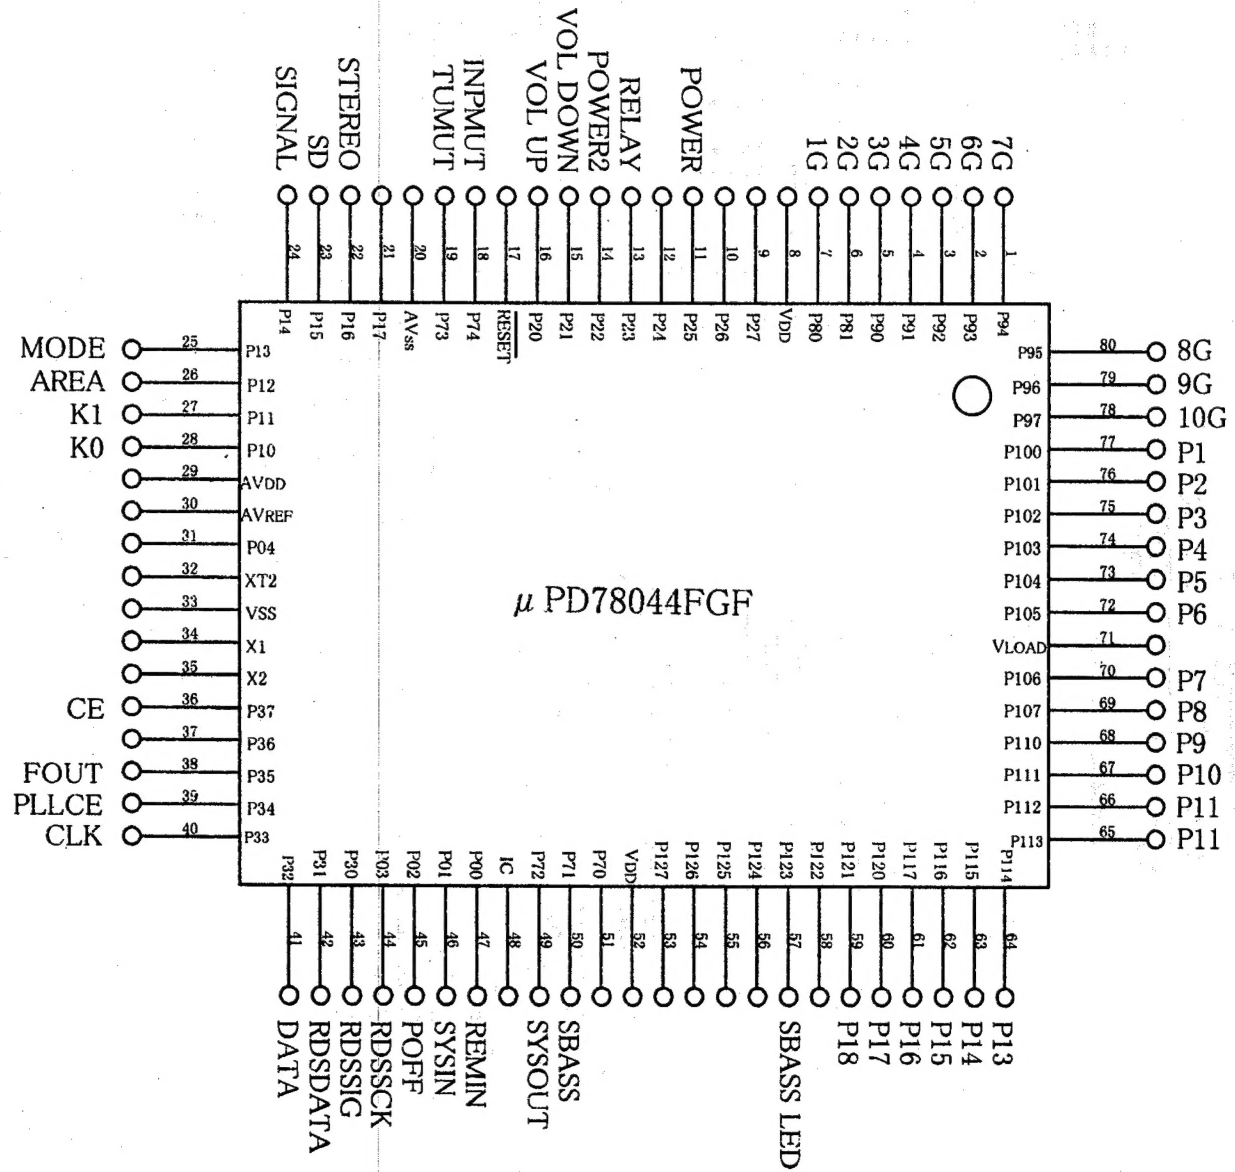 SIGNAL
SD
STEREO
TUMUT
INPMUT
VOL UP
VOL DOWN
POWER2
RELAY
POWER
1G
2G
3G
4G
5G
6G
7G
24 23 22 21 20 19 18 17 16 15 14 13 12 11 10 9 8 7 6 5 4 3 2 1
P14 P15 P16 P17 AVss P73 P74 RESET P20 P21 P22 P23 P24 P25 P26 P27 VDD P80 P81 P90 P91 P92 P93 P94
MODE 25 P13
AREA 26 P12
K1 27 P11
K0 28 P10
29 AVDD
30 AVREF
31 P04
32 XT2
33 VSS
34 X1
35 X2
CE 36 P37
37 P36
FOUT 38 P35
PLLCE 39 P34
CLK 40 P33
μ PD78044FGF
P95 80 8G
P96 79 9G
P97 78 10G
P100 77 P1
P101 76 P2
P102 75 P3
P103 74 P4
P104 73 P5
P105 72 P6
VLOAD 71
P106 70 P7
P107 69 P8
P110 68 P9
P111 67 P10
P112 66 P11
P113 65 P11
P32 P31 P30 P03 P02 P01 P00 IC P72 P71 P70 VDD P127 P126 P125 P124 P123 P122 P121 P120 P117 P116 P115 P114
41 42 43 44 45 46 47 48 49 50 51 52 53 54 55 56 57 58 59 60 61 62 63 64
DATA
RDSDATA
RDSSIG
RDSSCK
POFF
SYSIN
REMIN
SYSOUT
SBASS
SBASS LED
P18
P17
P16
P15
P14
P13